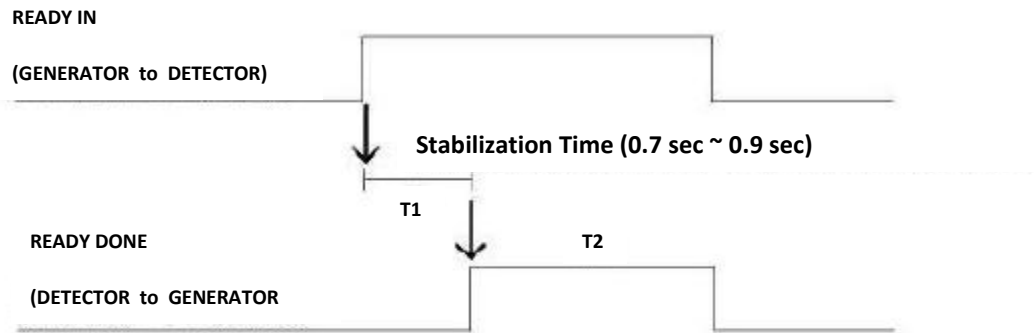 READY IN
(GENERATOR to DETECTOR)
Stabilization Time (0.7 sec ~ 0.9 sec)
T1
READY DONE
T2
(DETECTOR to GENERATOR